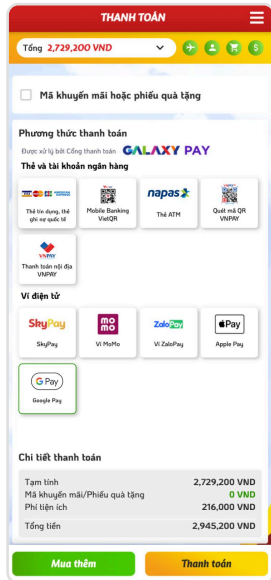 THANH TOÁN
Tổng 2,729,200 VND
Mã khuyến mãi hoặc phiếu quà tặng
Phương thức thanh toán
Được xử lý bởi Cổng thanh toán GALAXY PAY
Thẻ và tài khoản ngân hàng
Thẻ tín dụng, thẻ
ghi nợ quốc tế
Mobile Banking
VietQR
napas
Thẻ ATM
Quét mã QR
VNPAY
VNPAY
Thanh toán nội địa
VNPAY
Ví điện tử
SkyPay
SkyPay
mo
mo
Ví MoMo
ZaloPay
Ví ZaloPay
Pay
Apple Pay
G Pay
Google Pay
Chi tiết thanh toán
Tạm tính 2,729,200 VND
Mã khuyến mãi/Phiếu quà tặng 0 VND
Phí tiện ích 216,000 VND
Tổng tiền 2,945,200 VND
Mua thêm
Thanh toán